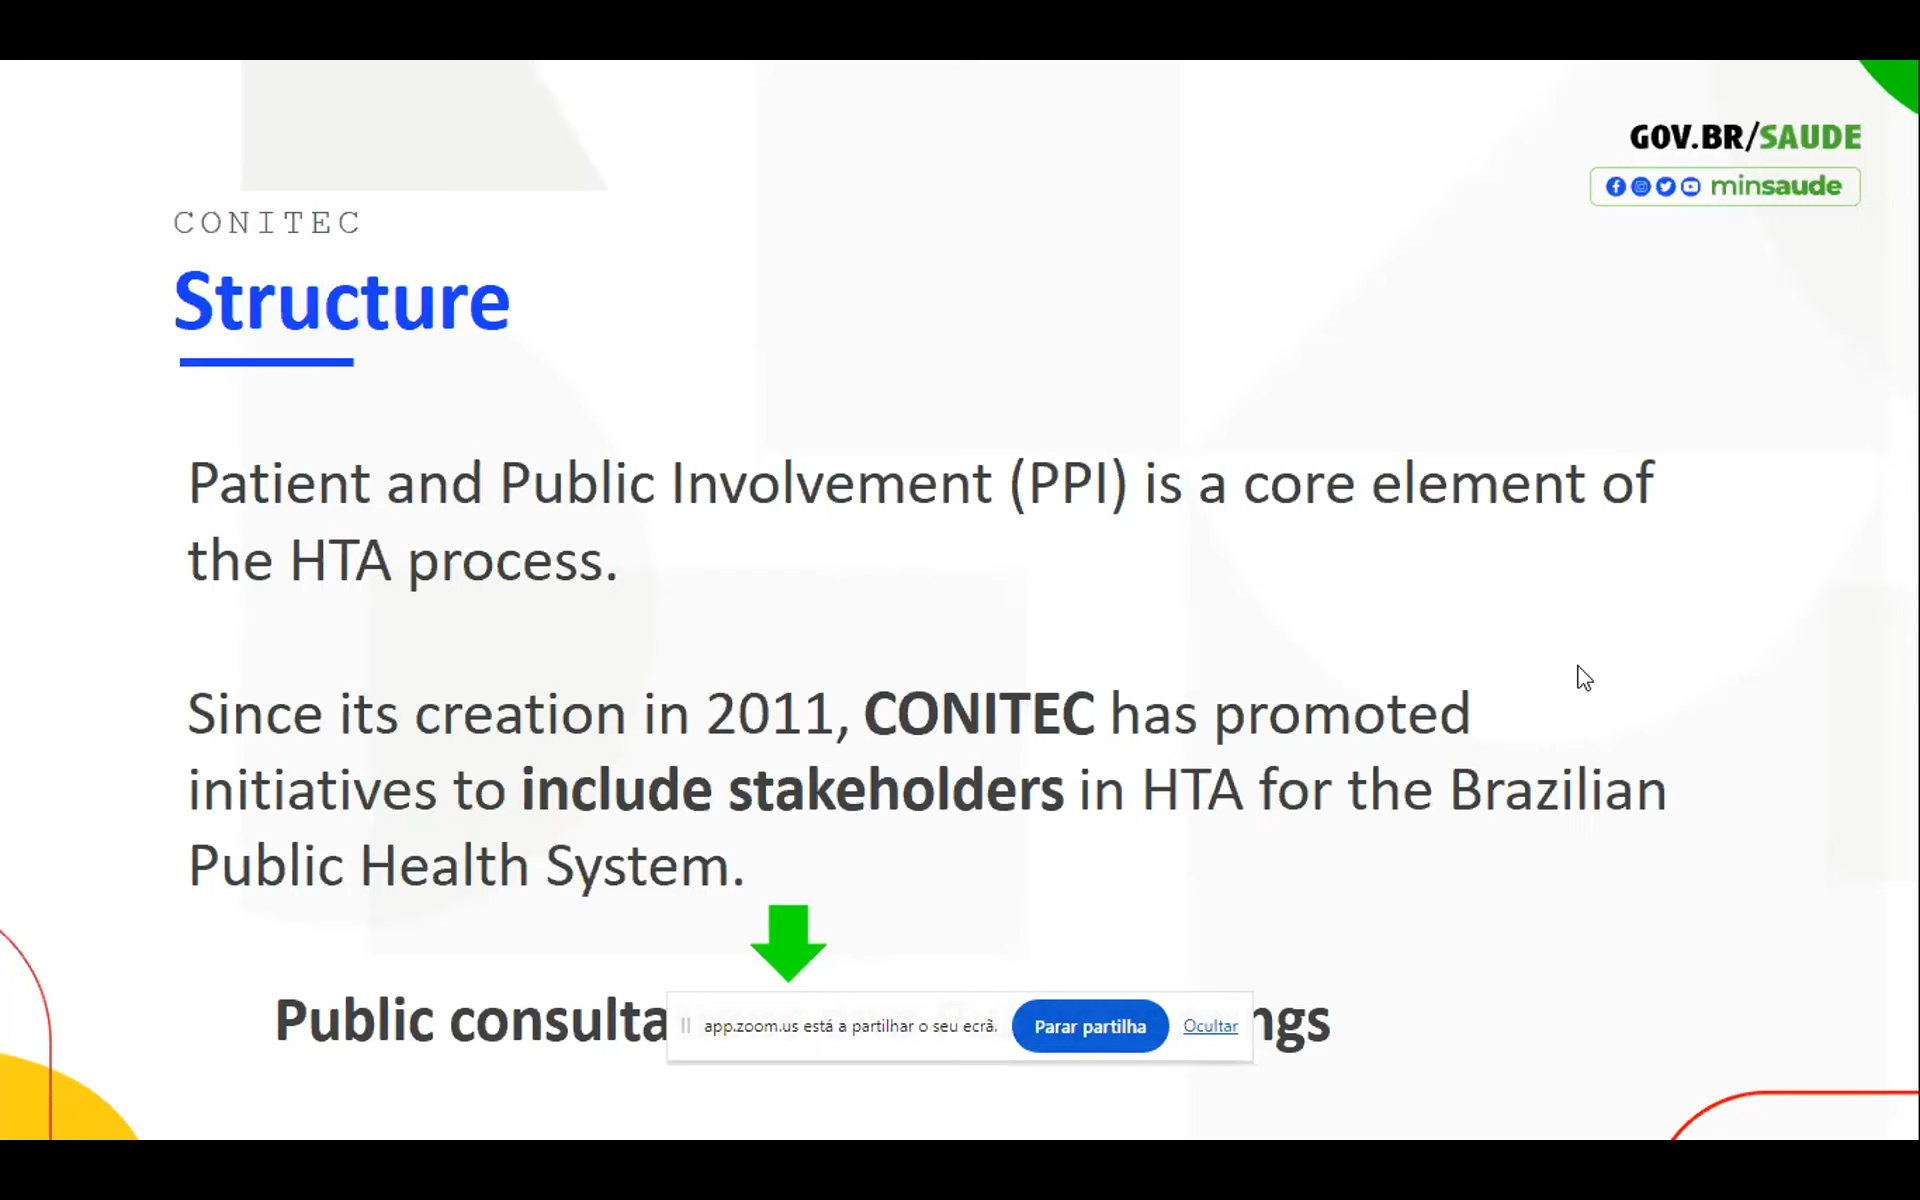 GOV.BR/SAUDE
minsaude
CONITEC
Structure
Patient and Public Involvement (PPI) is a core element of
the HTA process.
Since its creation in 2011, CONITEC has promoted
initiatives to include stakeholders in HTA for the Brazilian
Public Health System.
Public consulta ngs
app.zoom.us está a partilhar o seu ecrã. Parar partilha Ocultar